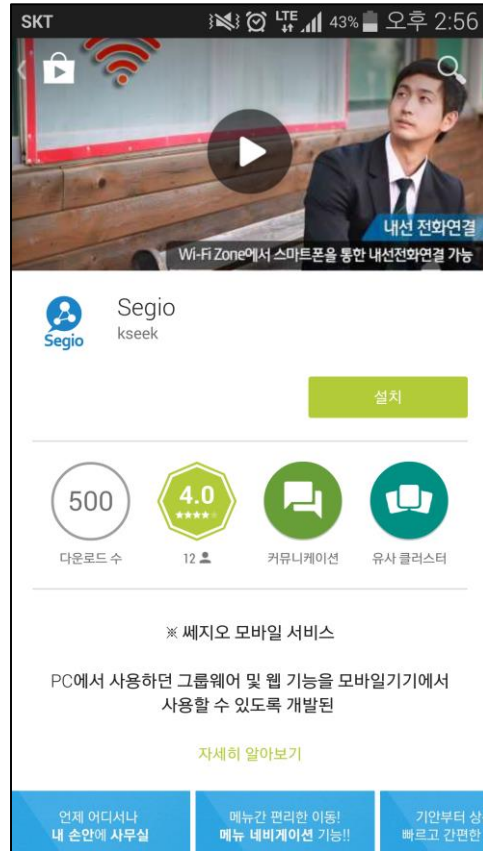 SKT LTE 43% 오후 2:56
내선 전화연결
Wi-Fi Zone에서 스마트폰을 통한 내선전화연결 가능
Segio
Segio
kseek
설치
500
4.0
다운로드 수
12
커뮤니케이션
유사 클러스터
※ 쎄지오 모바일 서비스
PC에서 사용하던 그룹웨어 및 웹 기능을 모바일기기에서
사용할 수 있도록 개발된
자세히 알아보기
언제 어디서나
내 손안에 사무실
메뉴간 편리한 이동!
메뉴 네비게이션 기능!!
기안부터 상
빠르고 간편한